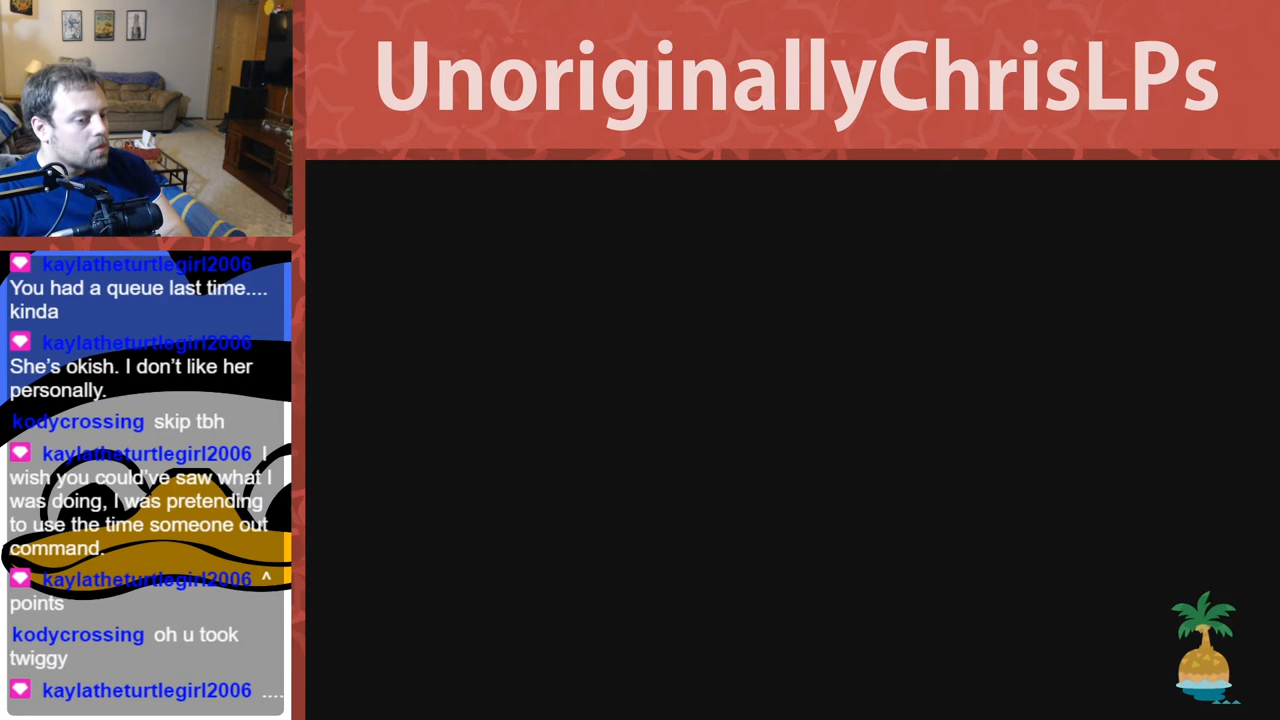 UnoriginallyChrisLPs
kaylatheturtlegirl2006
You had a queue last time....
kinda
kaylatheturtlegirl2006
She's okish. I don't like her
personally.
kodycrossing skip tbh
kaylatheturtlegirl2006 I
wish you could've saw what I
was doing, I was pretending
to use the time someone out
command.
kaylatheturtlegirl2006 ^
points
kodycrossing oh u took
twiggy
kaylatheturtlegirl2006 ....